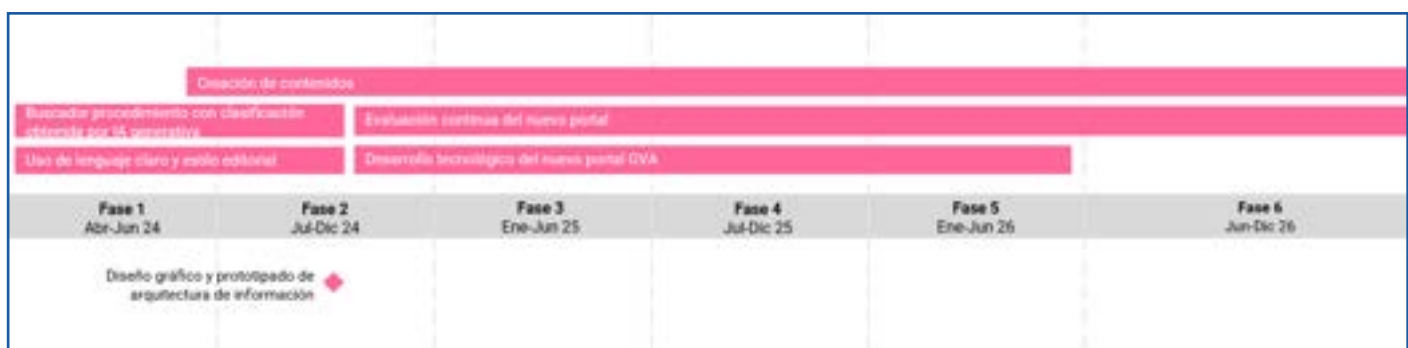 Creación de contenidos
Buscador procedimiento con clasificación
obtenida por IA generativa
Evaluación continua del nuevo portal
Uso de lenguaje claro y estilo editorial
Desarrollo tecnológico del nuevo portal GVA
Fase 1
Abr-Jun 24
Fase 2
Jul-Dic 24
Fase 3
Ene-Jun 25
Fase 4
Jul-Dic 25
Fase 5
Ene-Jun 26
Fase 6
Jun-Dic 26
Diseño gráfico y prototipado de
arquitectura de información